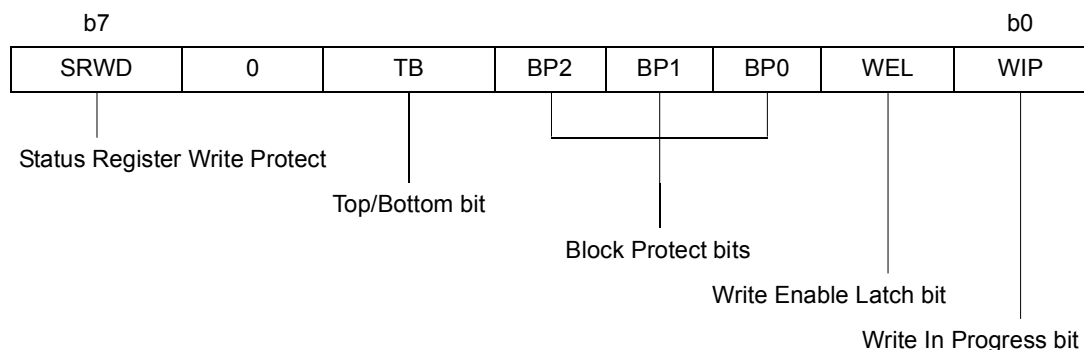 b7 b0
SRWD 0 TB BP2 BP1 BP0 WEL WIP
Status Register Write Protect
Top/Bottom bit
Block Protect bits
Write Enable Latch bit
Write In Progress bit